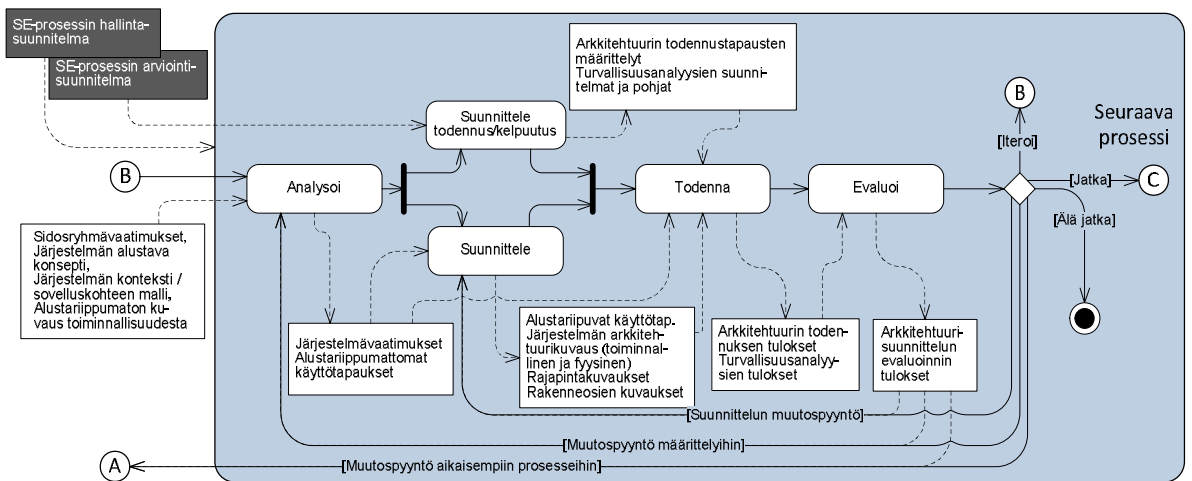 SE-prosessin hallinta-
suunnitelma
SE-prosessin arviointi-
suunnitelma
Arkkitehtuurin todennustapausten
määrittelyt
Turvallisuusanalyysien suunni-
telmat ja pohjat
Suunnittele
todennus/kelpuutus
B
Seuraava
prosessi
[Iteroi]
B
Analysoi
Todenna
Evaluoi
[Jatka]
C
[Älä jatka]
Suunnittele
Sidosryhmävaatimukset,
Järjestelmän alustava
konsepti,
Järjestelmän konteksti /
sovelluskohteen malli,
Alustariippumaton ku-
vaus toiminnallisuudesta
Järjestelmävaatimukset
Alustariippumattomat
käyttötapaukset
Alustariipuvat käyttötap.
Järjestelmän arkkiteh-
tuurikuvaus (toiminnal-
linen ja fyysinen)
Rajapintakuvaukset
Rakenneosien kuvaukset
Arkkitehtuurin toden-
nuksen tulokset
Turvallisuusanalyy-
sien tulokset
Arkkitehtuuri-
suunnittelun
evaluoinnin
tulokset
[Suunnittelun muutospyyntö]
[Muutospyyntö määrittelyihin]
A
[Muutospyyntö aikaisempiin prosesseihin]